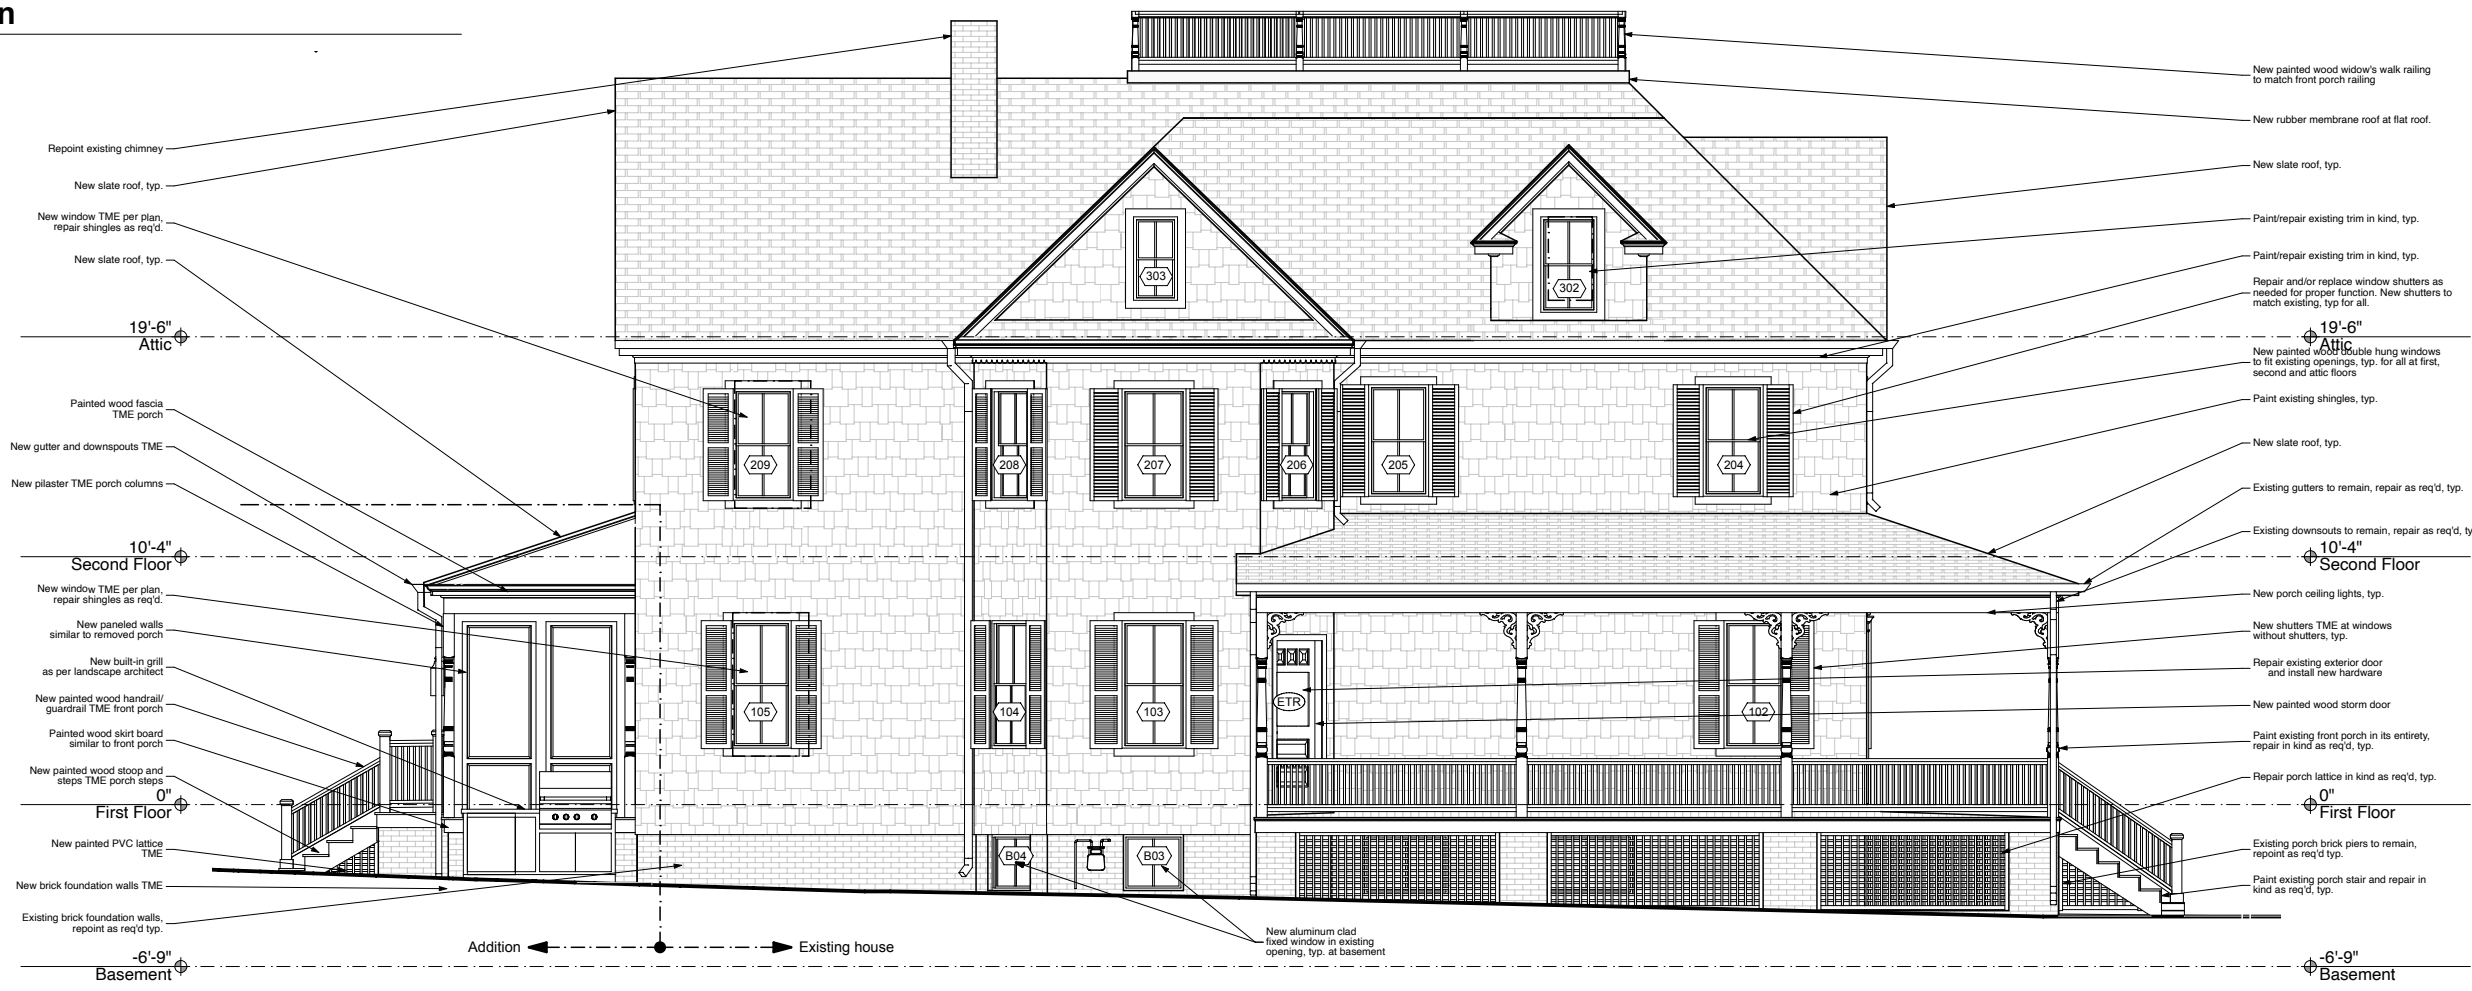 n
Repoint existing chimney
New slate roof, typ.
New window TME per plan,
repair shingles as req'd.
New slate roof, typ.
19'-6"
Attic
Painted wood fascia
TME porch
New gutter and downspouts TME
New pilaster TME porch columns
10'-4"
Second Floor
New window TME per plan,
repair shingles as req'd.
New paneled walls
similar to removed porch
New built-in grill
as per landscape architect
New painted wood handrail/
guardrail TME front porch
Painted wood skirt board
similar to front porch
New painted wood stoop and
steps TME porch steps
0"
First Floor
New painted PVC lattice
TME
New brick foundation walls TME
Existing brick foundation walls,
repoint as req'd typ.
-6'-9"
Basement
303
302
209
208
207
206
205
204
105
104
103
ETR
102
B04
B03
Addition
Existing house
New aluminum clad
fixed window in existing
opening, typ. at basement
New painted wood widow's walk railing
to match front porch railing
New rubber membrane roof at flat roof.
New slate roof, typ.
Paint/repair existing trim in kind, typ.
Paint/repair existing trim in kind, typ.
Repair and/or replace window shutters as
needed for proper function. New shutters to
match existing, typ for all.
19'-6"
Attic
New painted wood double hung windows
to fit existing openings, typ. for all at first,
second and attic floors
Paint existing shingles, typ.
New slate roof, typ.
Existing gutters to remain, repair as req'd, typ.
Existing downsouts to remain, repair as req'd, ty
10'-4"
Second Floor
New porch ceiling lights, typ.
New shutters TME at windows
without shutters, typ.
Repair existing exterior door
and install new hardware
New painted wood storm door
Paint existing front porch in its entirety,
repair in kind as req'd, typ.
Repair porch lattice in kind as req'd, typ.
0"
First Floor
Existing porch brick piers to remain,
repoint as req'd typ.
Paint existing porch stair and repair in
kind as req'd, typ.
-6'-9"
Basement